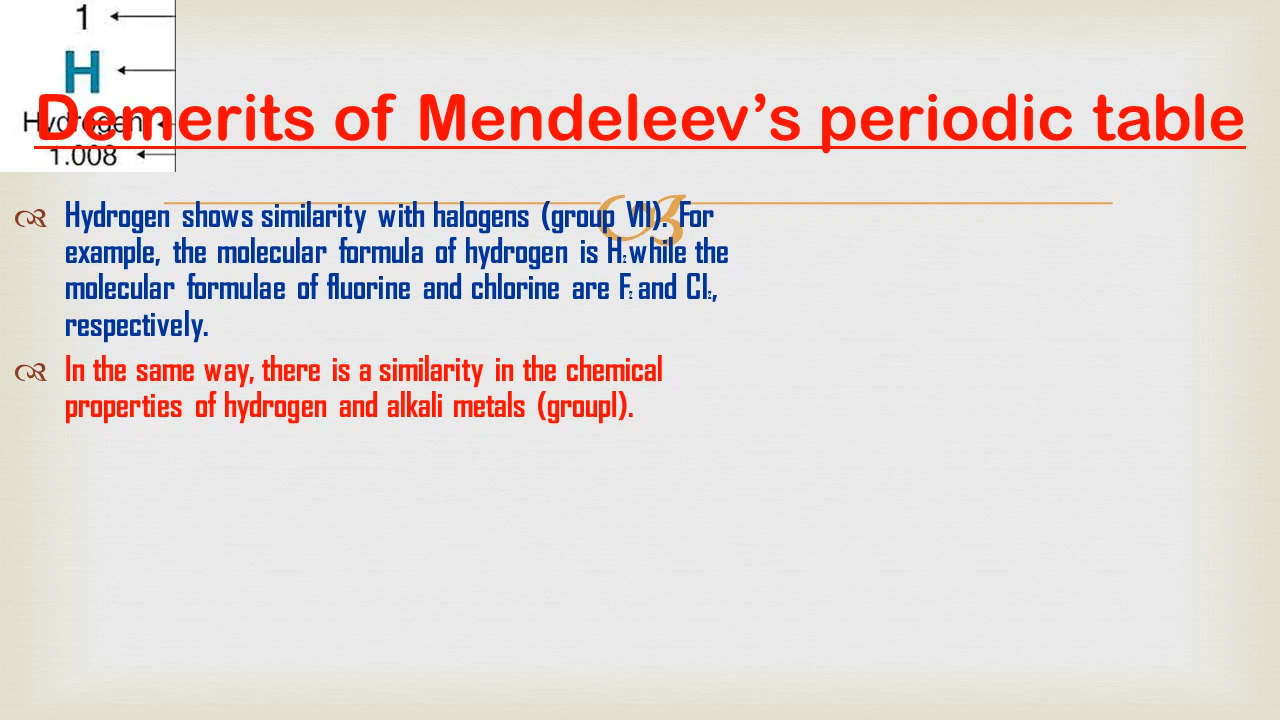 1
H
Hydrogen
1.008
Demerits of Mendeleev’s periodic table
Hydrogen shows similarity with halogens (group VII). For
example, the molecular formula of hydrogen is H₂ while the
molecular formulae of fluorine and chlorine are F₂ and Cl₂,
respectively.
In the same way, there is a similarity in the chemical
properties of hydrogen and alkali metals (groupI).